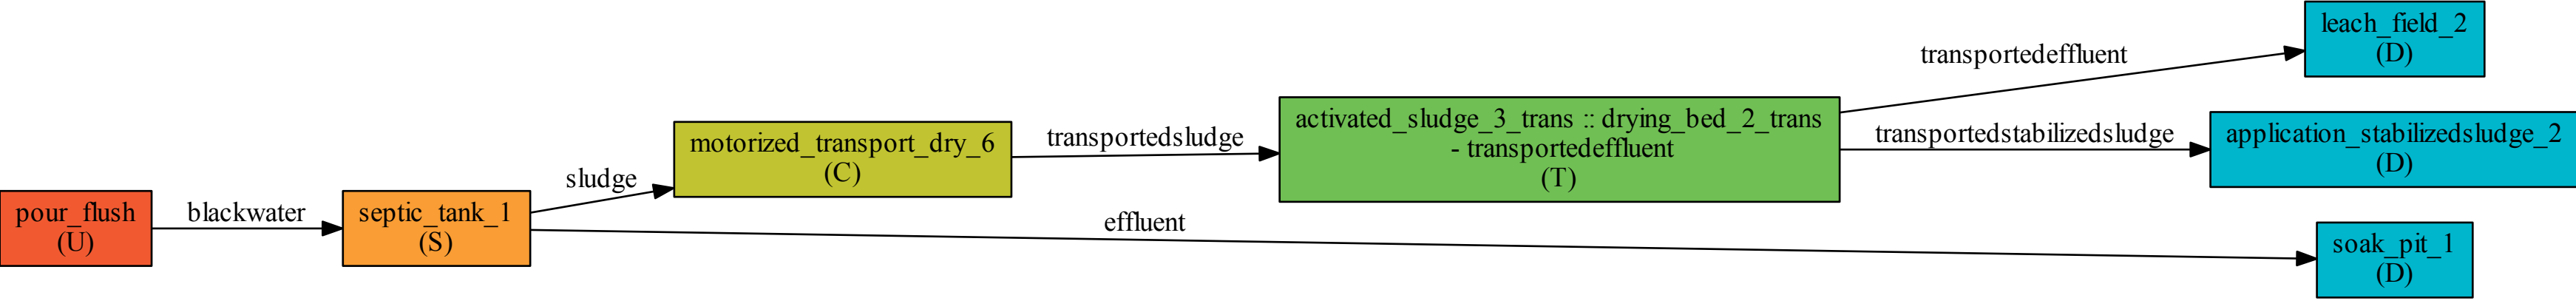 pour_flush
(U)
blackwater
septic_tank_1
(S)
sludge
motorized_transport_dry_6
(C)
transportedsludge
activated_sludge_3_trans :: drying_bed_2_trans
- transportedeffluent
(T)
transportedeffluent
leach_field_2
(D)
transportedstabilizedsludge
application_stabilizedsludge_2
(D)
effluent
soak_pit_1
(D)